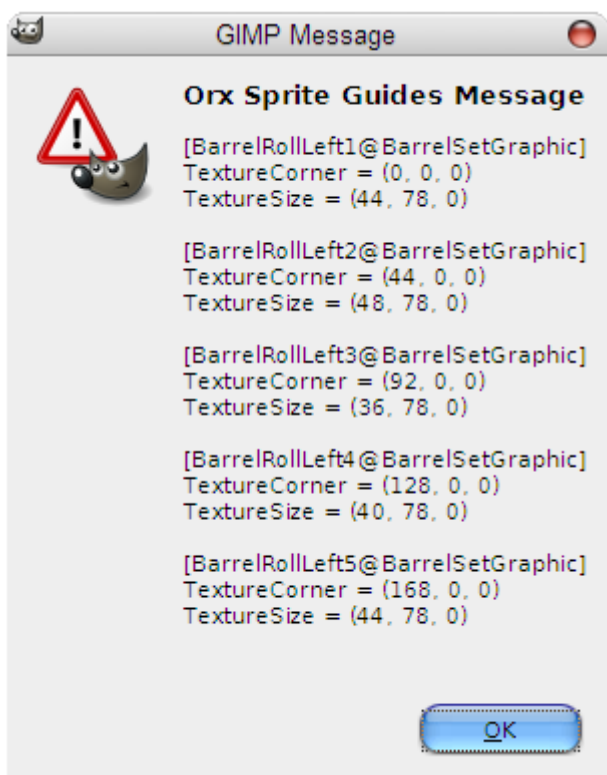 GIMP Message
Orx Sprite Guides Message
[BarrelRollLeft1@BarrelSetGraphic]
TextureCorner = (0, 0, 0)
TextureSize = (44, 78, 0)
[BarrelRollLeft2@BarrelSetGraphic]
TextureCorner = (44, 0, 0)
TextureSize = (48, 78, 0)
[BarrelRollLeft3@BarrelSetGraphic]
TextureCorner = (92, 0, 0)
TextureSize = (36, 78, 0)
[BarrelRollLeft4@BarrelSetGraphic]
TextureCorner = (128, 0, 0)
TextureSize = (40, 78, 0)
[BarrelRollLeft5@BarrelSetGraphic]
TextureCorner = (168, 0, 0)
TextureSize = (44, 78, 0)
OK